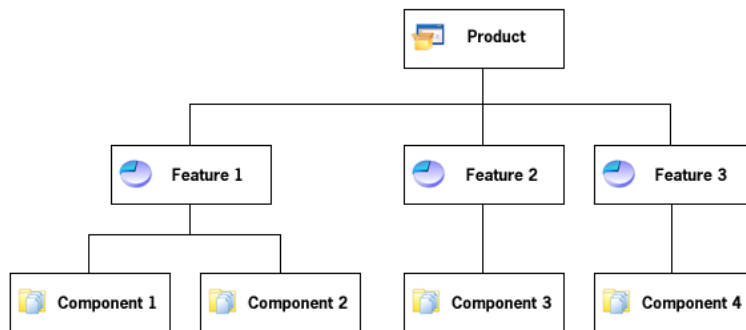 Product
Feature 1
Feature 2
Feature 3
Component 1
Component 2
Component 3
Component 4